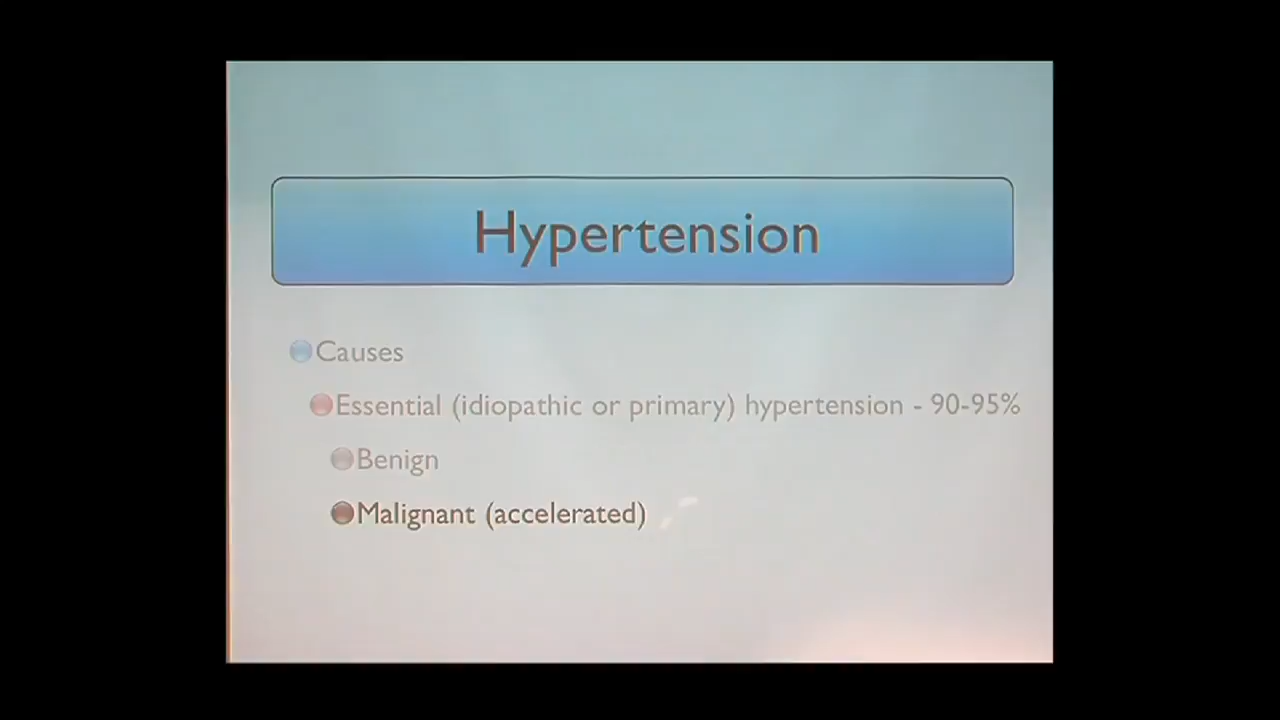 Hypertension
Causes
Essential (idiopathic or primary) hypertension - 90-95%
Benign
Malignant (accelerated)